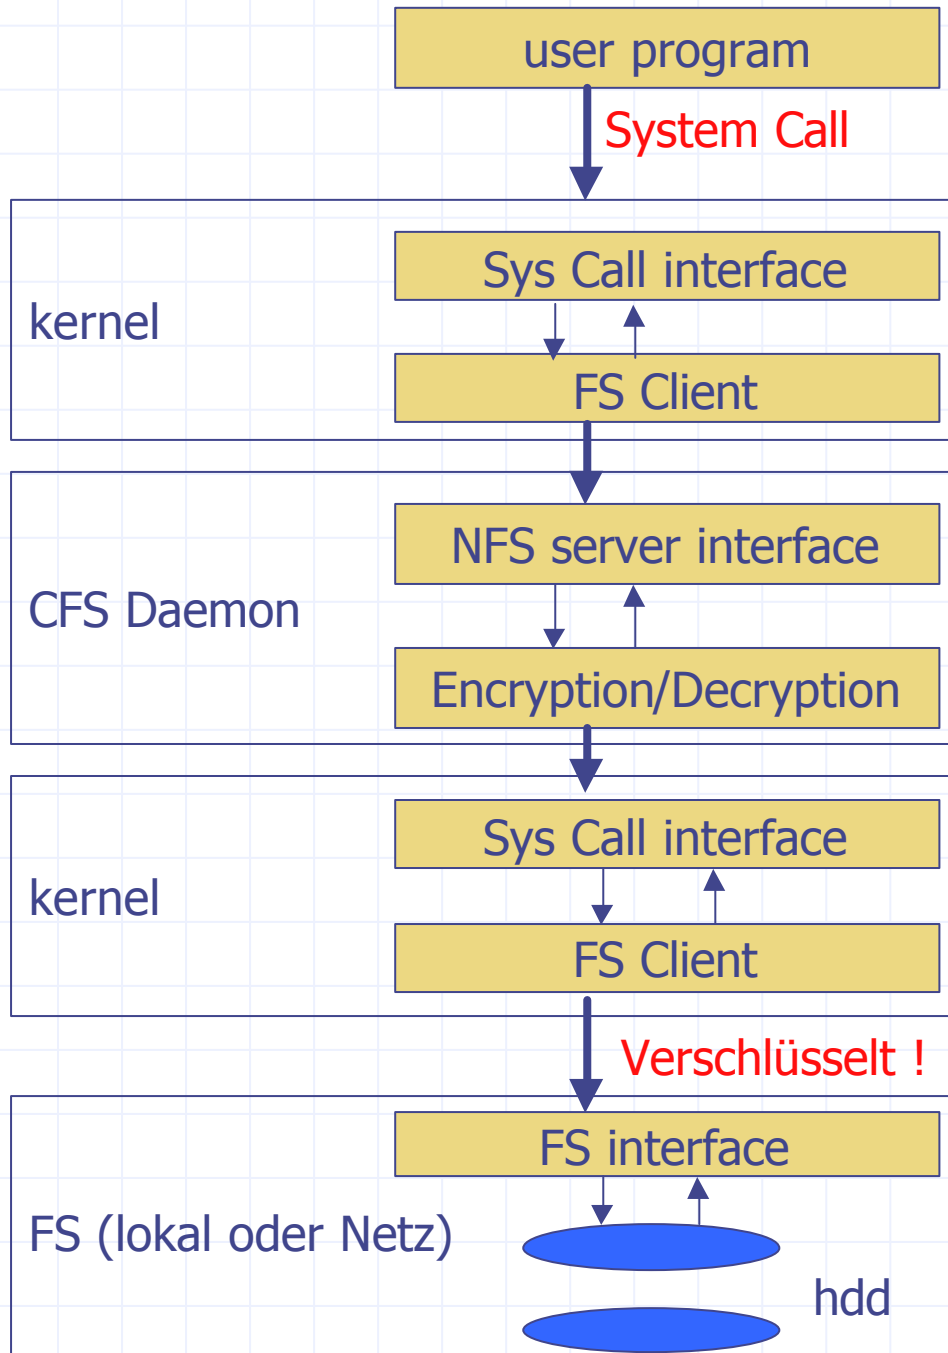 user program
System Call
kernel
Sys Call interface
FS Client
CFS Daemon
NFS server interface
Encryption/Decryption
kernel
Sys Call interface
FS Client
Verschlüsselt !
FS (lokal oder Netz)
FS interface
hdd